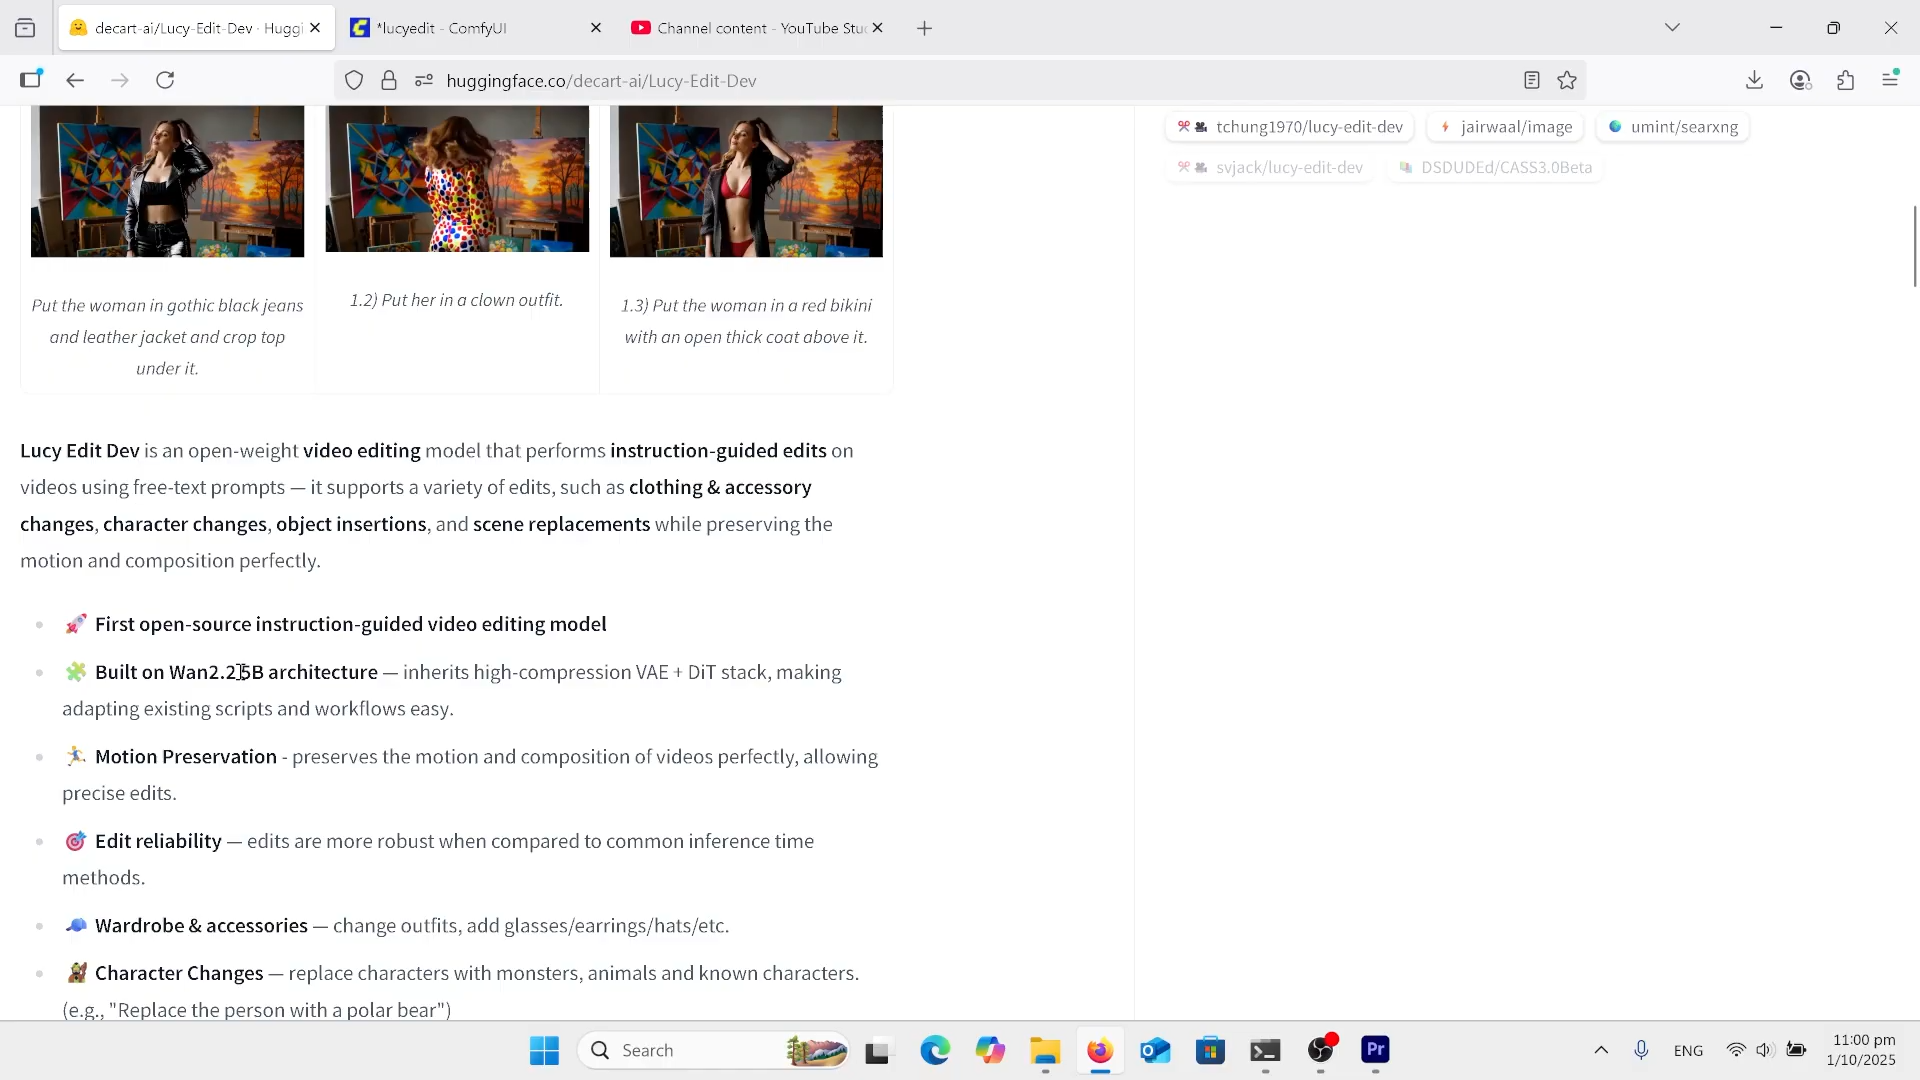 decart-ai/Lucy-Edit-Dev · Huggi
*lucyedit - ComfyUI
Channel content - YouTube Stu
huggingface.co/decart-ai/Lucy-Edit-Dev
tchung1970/lucy-edit-dev
jairwaal/image
umint/searxng
svjack/lucy-edit-dev
DSDUDEd/CASS3.0Beta
Put the woman in gothic black jeans
and leather jacket and crop top
under it.
1.2) Put her in a clown outfit.
1.3) Put the woman in a red bikini
with an open thick coat above it.
Lucy Edit Dev is an open-weight video editing model that performs instruction-guided edits on
videos using free-text prompts — it supports a variety of edits, such as clothing & accessory
changes, character changes, object insertions, and scene replacements while preserving the
motion and composition perfectly.
🚀 First open-source instruction-guided video editing model
🧩 Built on Wan2.2 5B architecture — inherits high-compression VAE + DiT stack, making
adapting existing scripts and workflows easy.
🏃 Motion Preservation - preserves the motion and composition of videos perfectly, allowing
precise edits.
🎯 Edit reliability — edits are more robust when compared to common inference time
methods.
🧢 Wardrobe & accessories — change outfits, add glasses/earrings/hats/etc.
👹 Character Changes — replace characters with monsters, animals and known characters.
(e.g., "Replace the person with a polar bear")
Search
Pr
ENG
11:00 pm
1/10/2025